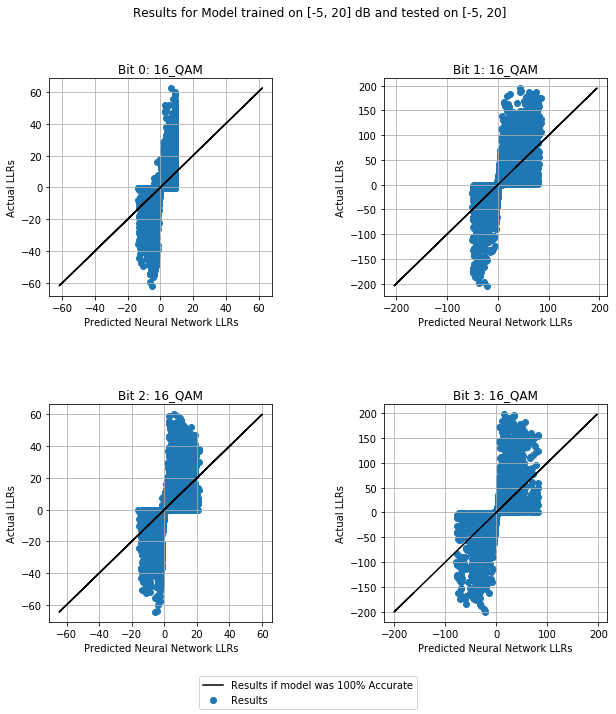 Results for Model trained on [-5, 20] dB and tested on [-5, 20]
Bit 0: 16_QAM
60
40
20
0
−20
−40
−60
Actual LLRs
−60 −40 −20 0 20 40 60
Predicted Neural Network LLRs
Bit 1: 16_QAM
200
150
100
50
0
−50
−100
−150
−200
Actual LLRs
−200 −100 0 100 200
Predicted Neural Network LLRs
Bit 2: 16_QAM
60
40
20
0
−20
−40
−60
Actual LLRs
−60 −40 −20 0 20 40 60
Predicted Neural Network LLRs
Bit 3: 16_QAM
200
150
100
50
0
−50
−100
−150
−200
Actual LLRs
−200 −100 0 100 200
Predicted Neural Network LLRs
Results if model was 100% Accurate
Results